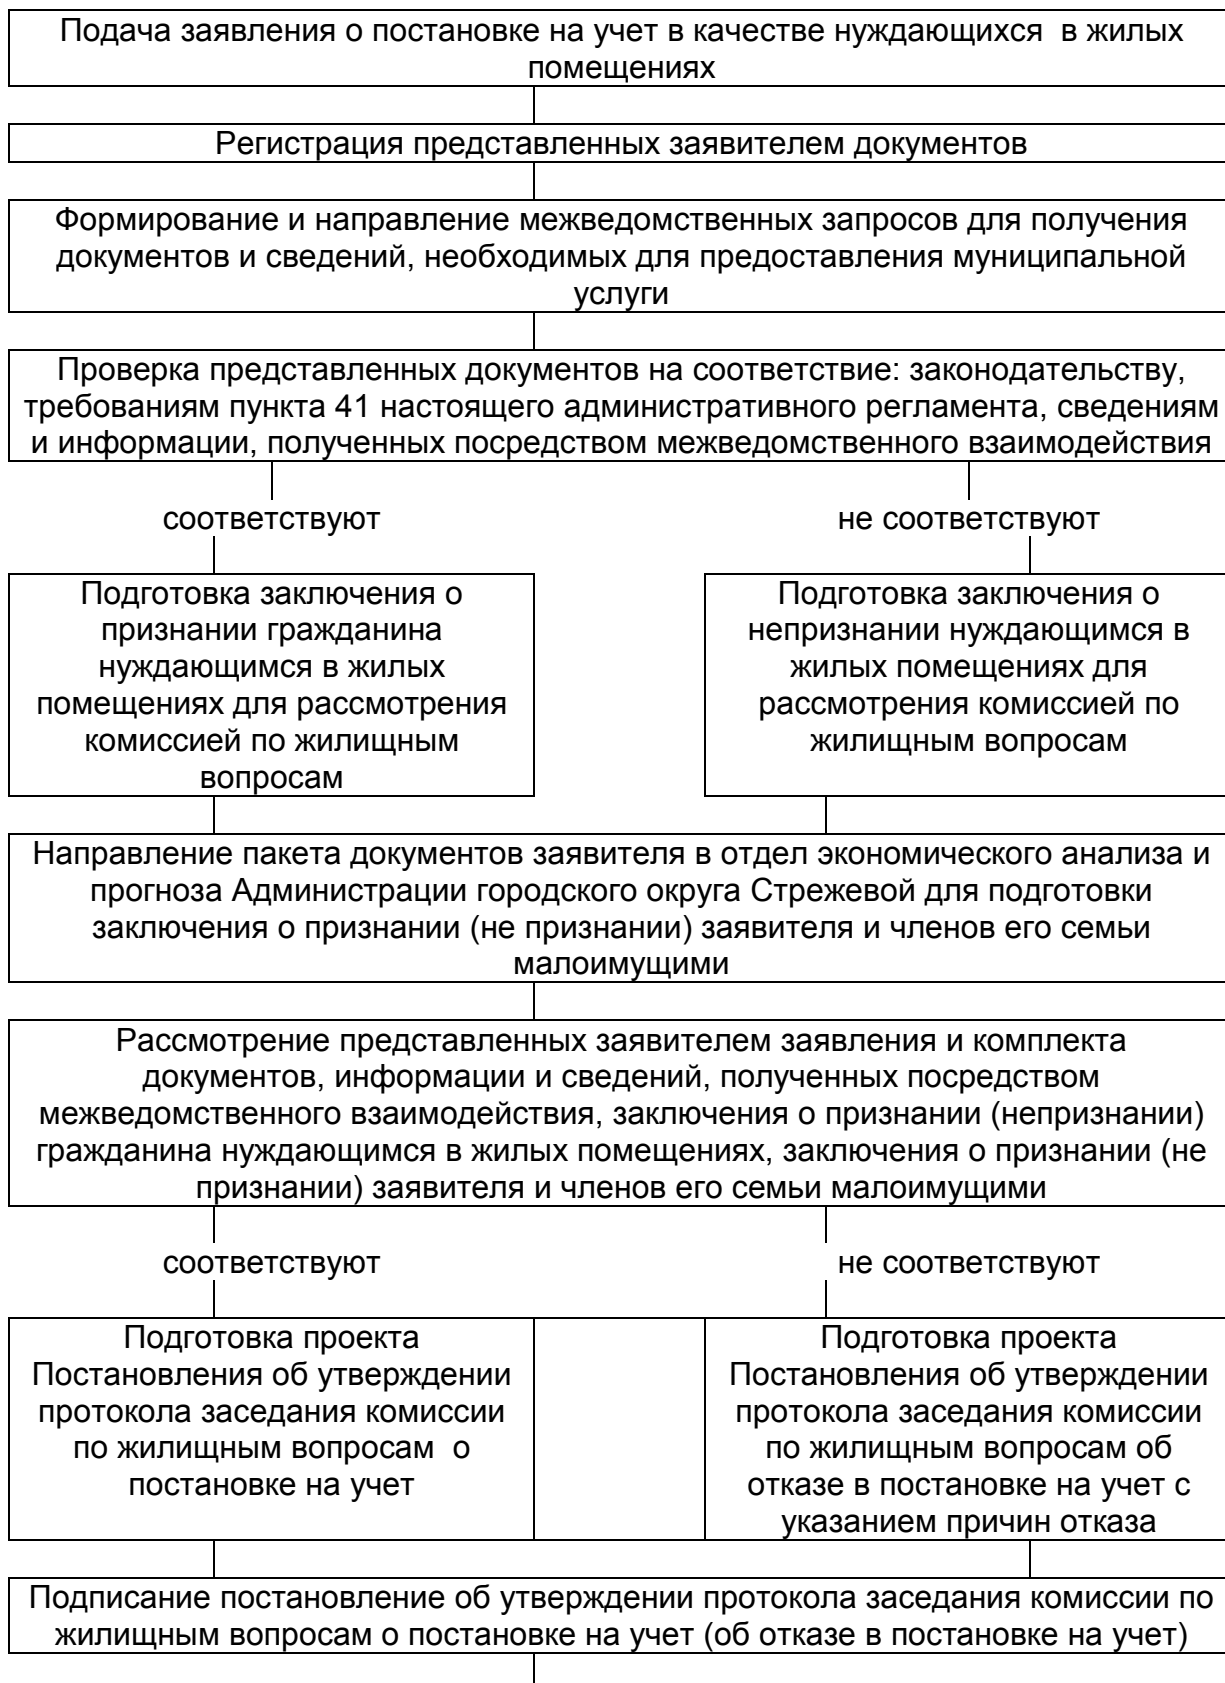 Подача заявления о постановке на учет в качестве нуждающихся  в жилых
помещениях
Регистрация представленных заявителем документов
Формирование и направление межведомственных запросов для получения
документов и сведений, необходимых для предоставления муниципальной
услуги
Проверка представленных документов на соответствие: законодательству,
требованиям пункта 41 настоящего административного регламента, сведениям
и информации, полученных посредством межведомственного взаимодействия
соответствуют
не соответствуют
Подготовка заключения о
признании гражданина
нуждающимся в жилых
помещениях для рассмотрения
комиссией по жилищным
вопросам
Подготовка заключения о
непризнании нуждающимся в
жилых помещениях для
рассмотрения комиссией по
жилищным вопросам
Направление пакета документов заявителя в отдел экономического анализа и
прогноза Администрации городского округа Стрежевой для подготовки
заключения о признании (не признании) заявителя и членов его семьи
малоимущими
Рассмотрение представленных заявителем заявления и комплекта
документов, информации и сведений, полученных посредством
межведомственного взаимодействия, заключения о признании (непризнании)
гражданина нуждающимся в жилых помещениях, заключения о признании (не
признании) заявителя и членов его семьи малоимущими
соответствуют
не соответствуют
Подготовка проекта
Постановления об утверждении
протокола заседания комиссии
по жилищным вопросам  о
постановке на учет
Подготовка проекта
Постановления об утверждении
протокола заседания комиссии
по жилищным вопросам об
отказе в постановке на учет с
указанием причин отказа
Подписание постановление об утверждении протокола заседания комиссии по
жилищным вопросам о постановке на учет (об отказе в постановке на учет)